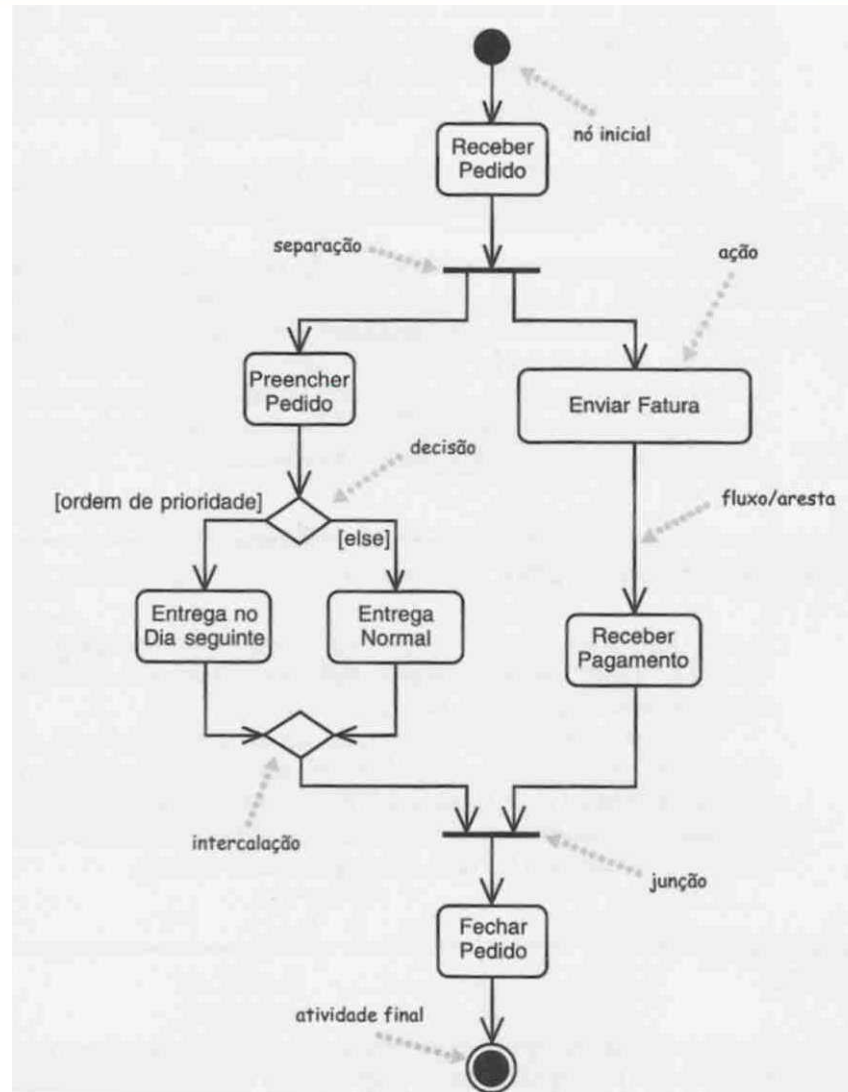 nó inicial
Receber
Pedido
separação
ação
Preencher
Pedido
Enviar Fatura
decisão
[ordem de prioridade]
[else]
fluxo/aresta
Entrega no
Dia seguinte
Entrega
Normal
Receber
Pagamento
intercalação
junção
Fechar
Pedido
atividade final